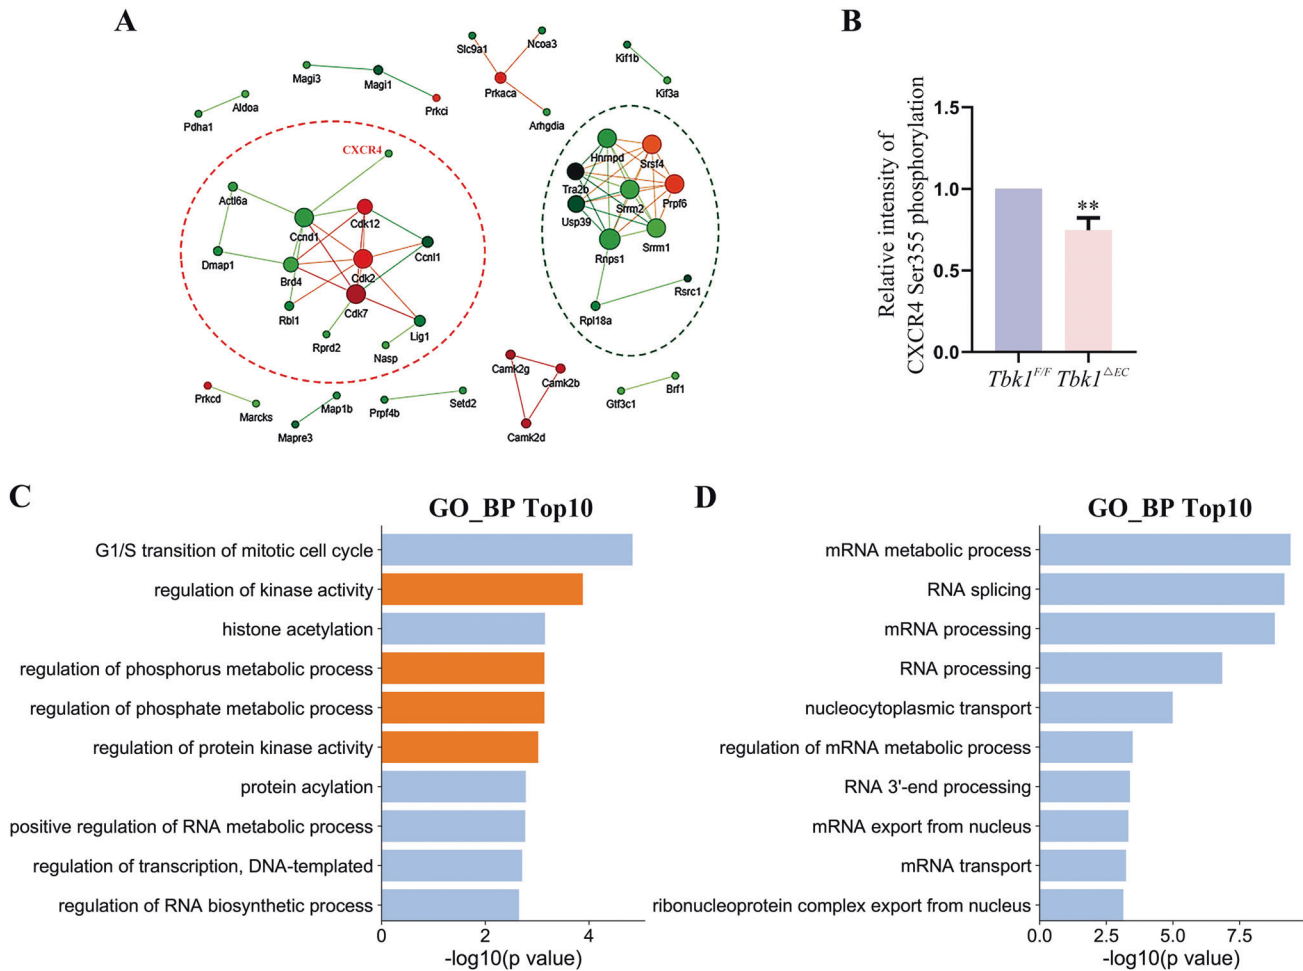 A
B
Slc9a1
Ncoa3
Prkaca
Arhgdia
Kif1b
Kif3a
Magi3
Magi1
Prkci
Aldoa
Pdha1
CXCR4
Actl6a
Ccnd1
Cdk12
Ccnl1
Dmap1
Brd4
Cdk2
Cdk7
Rbl1
Rprd2
Nasp
Lig1
Hnrnpd
Srsf4
Tra2b
Srrm2
Prpf6
Usp39
Rnps1
Srrm1
Rpl18a
Rsrc1
Camk2g
Camk2b
Camk2d
Gtf3c1
Brf1
Prkcd
Marcks
Map1b
Mapre3
Prpf4b
Setd2
Relative intensity of
CXCR4 Ser355 phosphorylation
1.5
1.0
0.5
0.0
**
Tbk1F/F Tbk1△EC
C
GO_BP Top10
G1/S transition of mitotic cell cycle
regulation of kinase activity
histone acetylation
regulation of phosphorus metabolic process
regulation of phosphate metabolic process
regulation of protein kinase activity
protein acylation
positive regulation of RNA metabolic process
regulation of transcription, DNA-templated
regulation of RNA biosynthetic process
0 2 4
-log10(p value)
D
GO_BP Top10
mRNA metabolic process
RNA splicing
mRNA processing
RNA processing
nucleocytoplasmic transport
regulation of mRNA metabolic process
RNA 3'-end processing
mRNA export from nucleus
mRNA transport
ribonucleoprotein complex export from nucleus
0.0 2.5 5.0 7.5
-log10(p value)